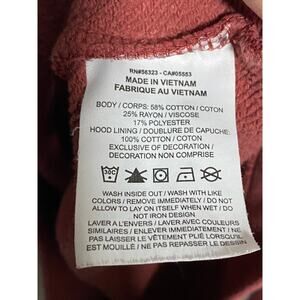 RN#56323 - CA#05553
MADE IN VIETNAM
FABRIQUE AU VIETNAM
BODY / CORPS: 58% COTTON / COTON
25% RAYON / VISCOSE
17% POLYESTER
HOOD LINING / DOUBLURE DE CAPUCHE:
100% COTTON / COTON
EXCLUSIVE OF DECORATION /
DECORATION NON COMPRISE
30C
WASH INSIDE OUT / WASH WITH LIKE
COLORS / REMOVE IMMEDIATELY / DO NOT
ALLOW TO LAY ON ITSELF WHEN WET / DO
NOT IRON DESIGN
LAVER A L'ENVERS / LAVER AVEC COULEURS
SIMILAIRES / ENLEVER IMMEDIATEMENT / NE
PAS LAISSER LE VÊTEMENT PLIÉ LORSQU'IL
EST MOUILLÉ / NE PAS REPASSER LE DESSIN